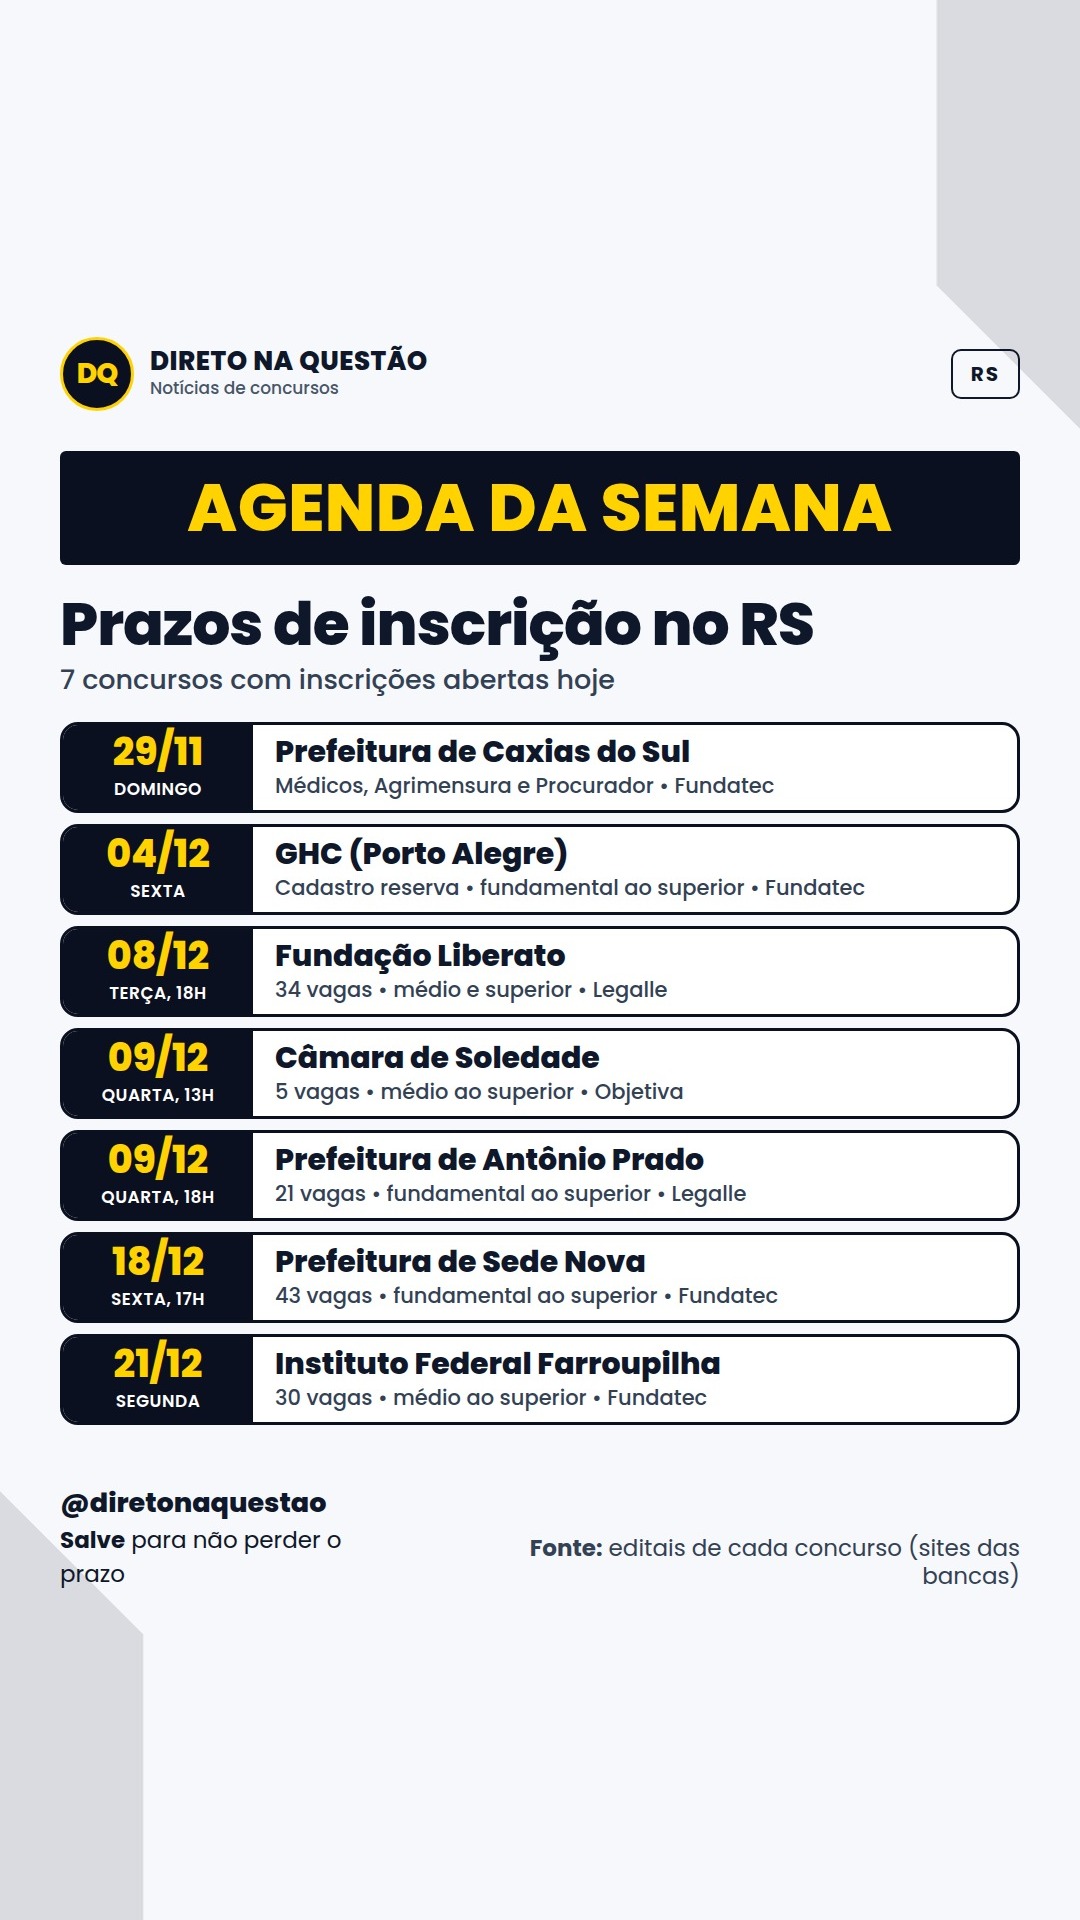 DQ
DIRETO NA QUESTÃO
Notícias de concursos
RS
AGENDA DA SEMANA
Prazos de inscrição no RS
7 concursos com inscrições abertas hoje
29/11
DOMINGO
Prefeitura de Caxias do Sul
Médicos, Agrimensura e Procurador • Fundatec
04/12
SEXTA
GHC (Porto Alegre)
Cadastro reserva • fundamental ao superior • Fundatec
08/12
TERÇA, 18H
Fundação Liberato
34 vagas • médio e superior • Legalle
09/12
QUARTA, 13H
Câmara de Soledade
5 vagas • médio ao superior • Objetiva
09/12
QUARTA, 18H
Prefeitura de Antônio Prado
21 vagas • fundamental ao superior • Legalle
18/12
SEXTA, 17H
Prefeitura de Sede Nova
43 vagas • fundamental ao superior • Fundatec
21/12
SEGUNDA
Instituto Federal Farroupilha
30 vagas • médio ao superior • Fundatec
@diretonaquestao
Salve para não perder o
prazo
Fonte: editais de cada concurso (sites das
bancas)